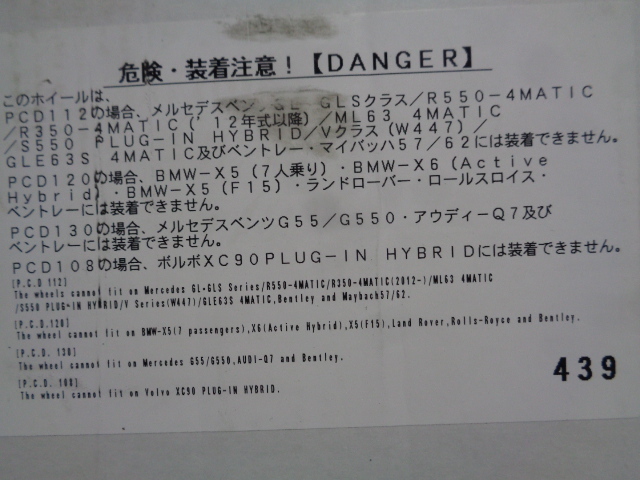 危険・装着注意！【DANGER】
このホイールは、
PCD112の場合、メルセデスベンツGL・GLSクラス／R550-4MATIC
／R350-4MATIC（'12年式以降）／ML63 4MATIC
／S550 PLUG-IN HYBRID／Vクラス（W447）／
GLE63S 4MATIC及びベントレー・マイバッハ57／62には装着できません。
PCD120の場合、BMW-X5（7人乗り）・BMW-X6（Active
Hybrid）・BMW-X5（F15）・ランドローバー・ロールスロイス・
ベントレーには装着できません。
PCD130の場合、メルセデスベンツG55／G550・アウディーQ7及び
ベントレーには装着できません。
PCD108の場合、ボルボXC90PLUG-IN HYBRIDには装着できません。
[P.C.D 112]
The wheels cannot fit on Mercedes GL・GLS Series/R550-4MATIC/R350-4MATIC(2012-)/ML63 4MATIC
/S550 PLUG-IN HYBRID/V Series(W447)/GLE63S 4MATIC,Bentley and Maybach57/62.
[P.C.D.120]
The wheel cannot fit on BMW-X5(7 passengers),X6(Active Hybrid),X5(F15),Land Rover,Rolls-Royce and Bentley.
[P.C.D. 130]
The wheel cannot fit on Mercedes G55/G550,AUDI-Q7 and Bentley.
[P.C.D. 108]
The wheel cannot fit on Volvo XC90 PLUG-IN HYBRID.
439